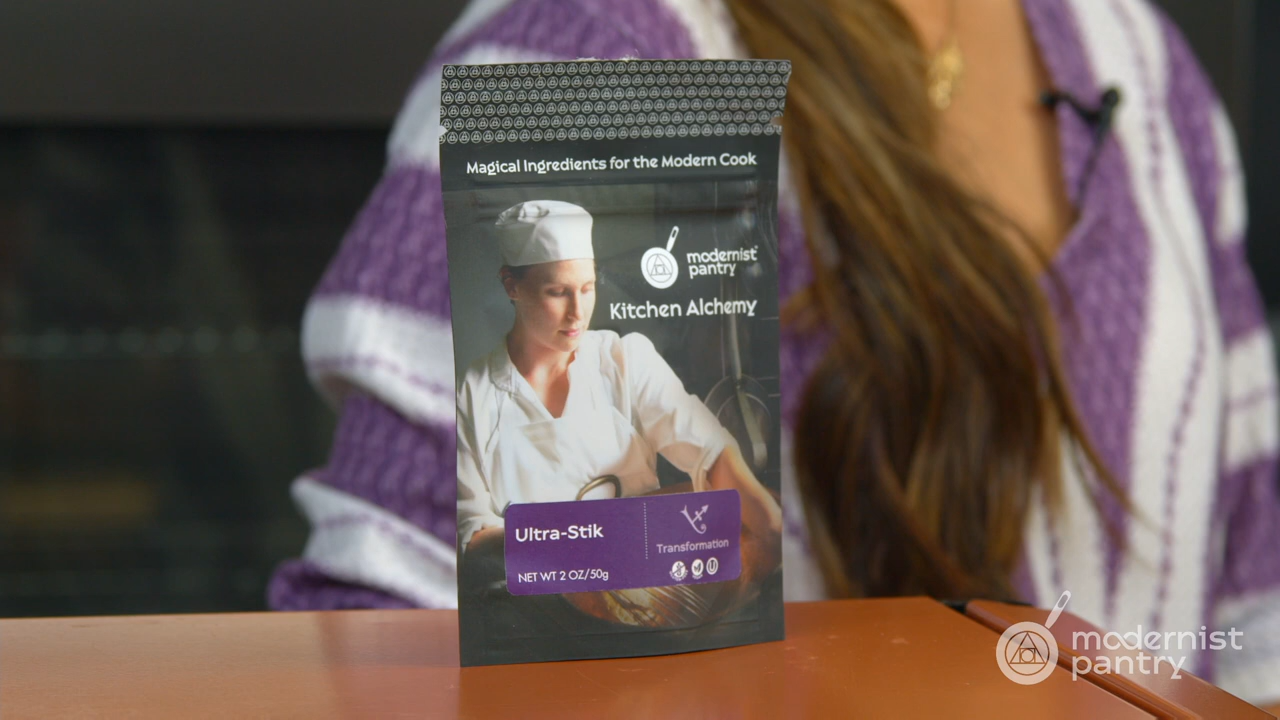 Magical Ingredients for the Modern Cook
modernist
pantry
Kitchen Alchemy
Ultra-Stik
Transformation
NET WT 2 OZ/50g
modernist
pantry